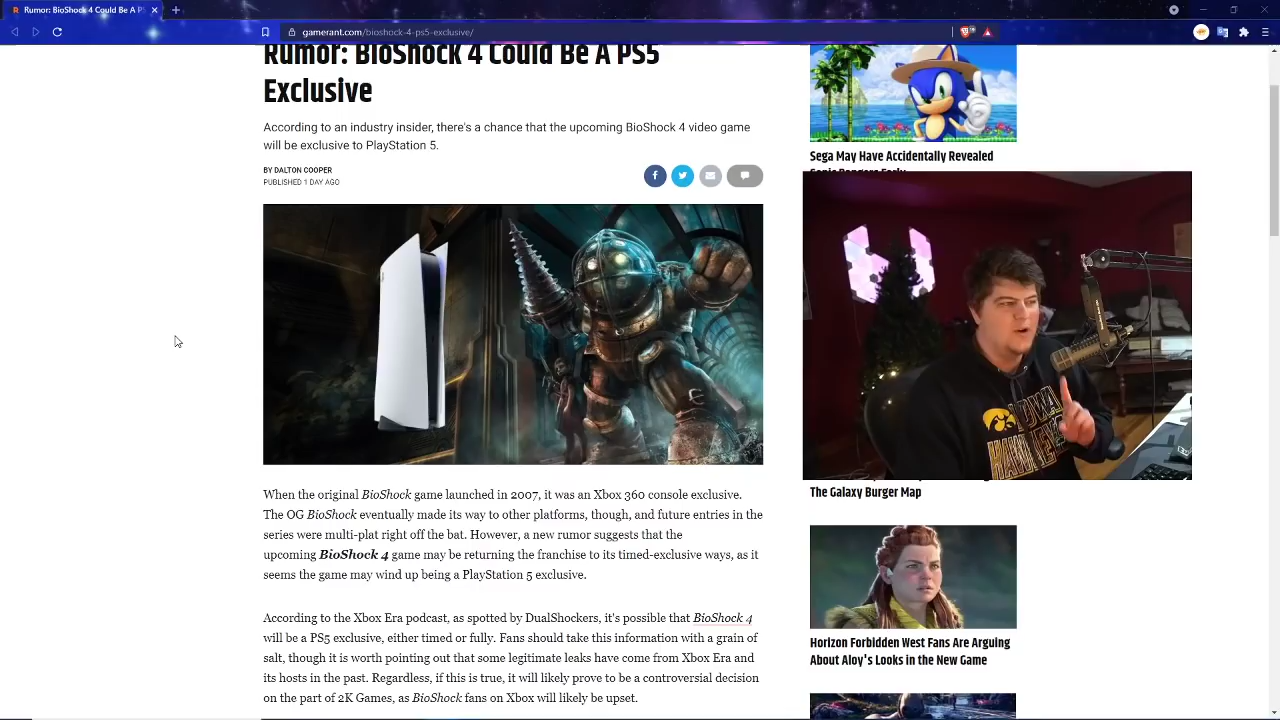 Rumor: BioShock 4 Could Be A PS
gamerant.com/bioshock-4-ps5-exclusive/
Rumor: BioShock 4 Could Be A PS5
Exclusive
According to an industry insider, there's a chance that the upcoming BioShock 4 video game
will be exclusive to PlayStation 5.
BY DALTON COOPER
PUBLISHED 1 DAY AGO
When the original BioShock game launched in 2007, it was an Xbox 360 console exclusive.
The OG BioShock eventually made its way to other platforms, though, and future entries in the
series were multi-plat right off the bat. However, a new rumor suggests that the
upcoming BioShock 4 game may be returning the franchise to its timed-exclusive ways, as it
seems the game may wind up being a PlayStation 5 exclusive.
According to the Xbox Era podcast, as spotted by DualShockers, it's possible that BioShock 4
will be a PS5 exclusive, either timed or fully. Fans should take this information with a grain of
salt, though it is worth pointing out that some legitimate leaks have come from Xbox Era and
its hosts in the past. Regardless, if this is true, it will likely prove to be a controversial decision
on the part of 2K Games, as BioShock fans on Xbox will likely be upset.
Sega May Have Accidentally Revealed
IOWA
HAWKEYES
The Galaxy Burger Map
Horizon Forbidden West Fans Are Arguing
About Aloy's Looks in the New Game